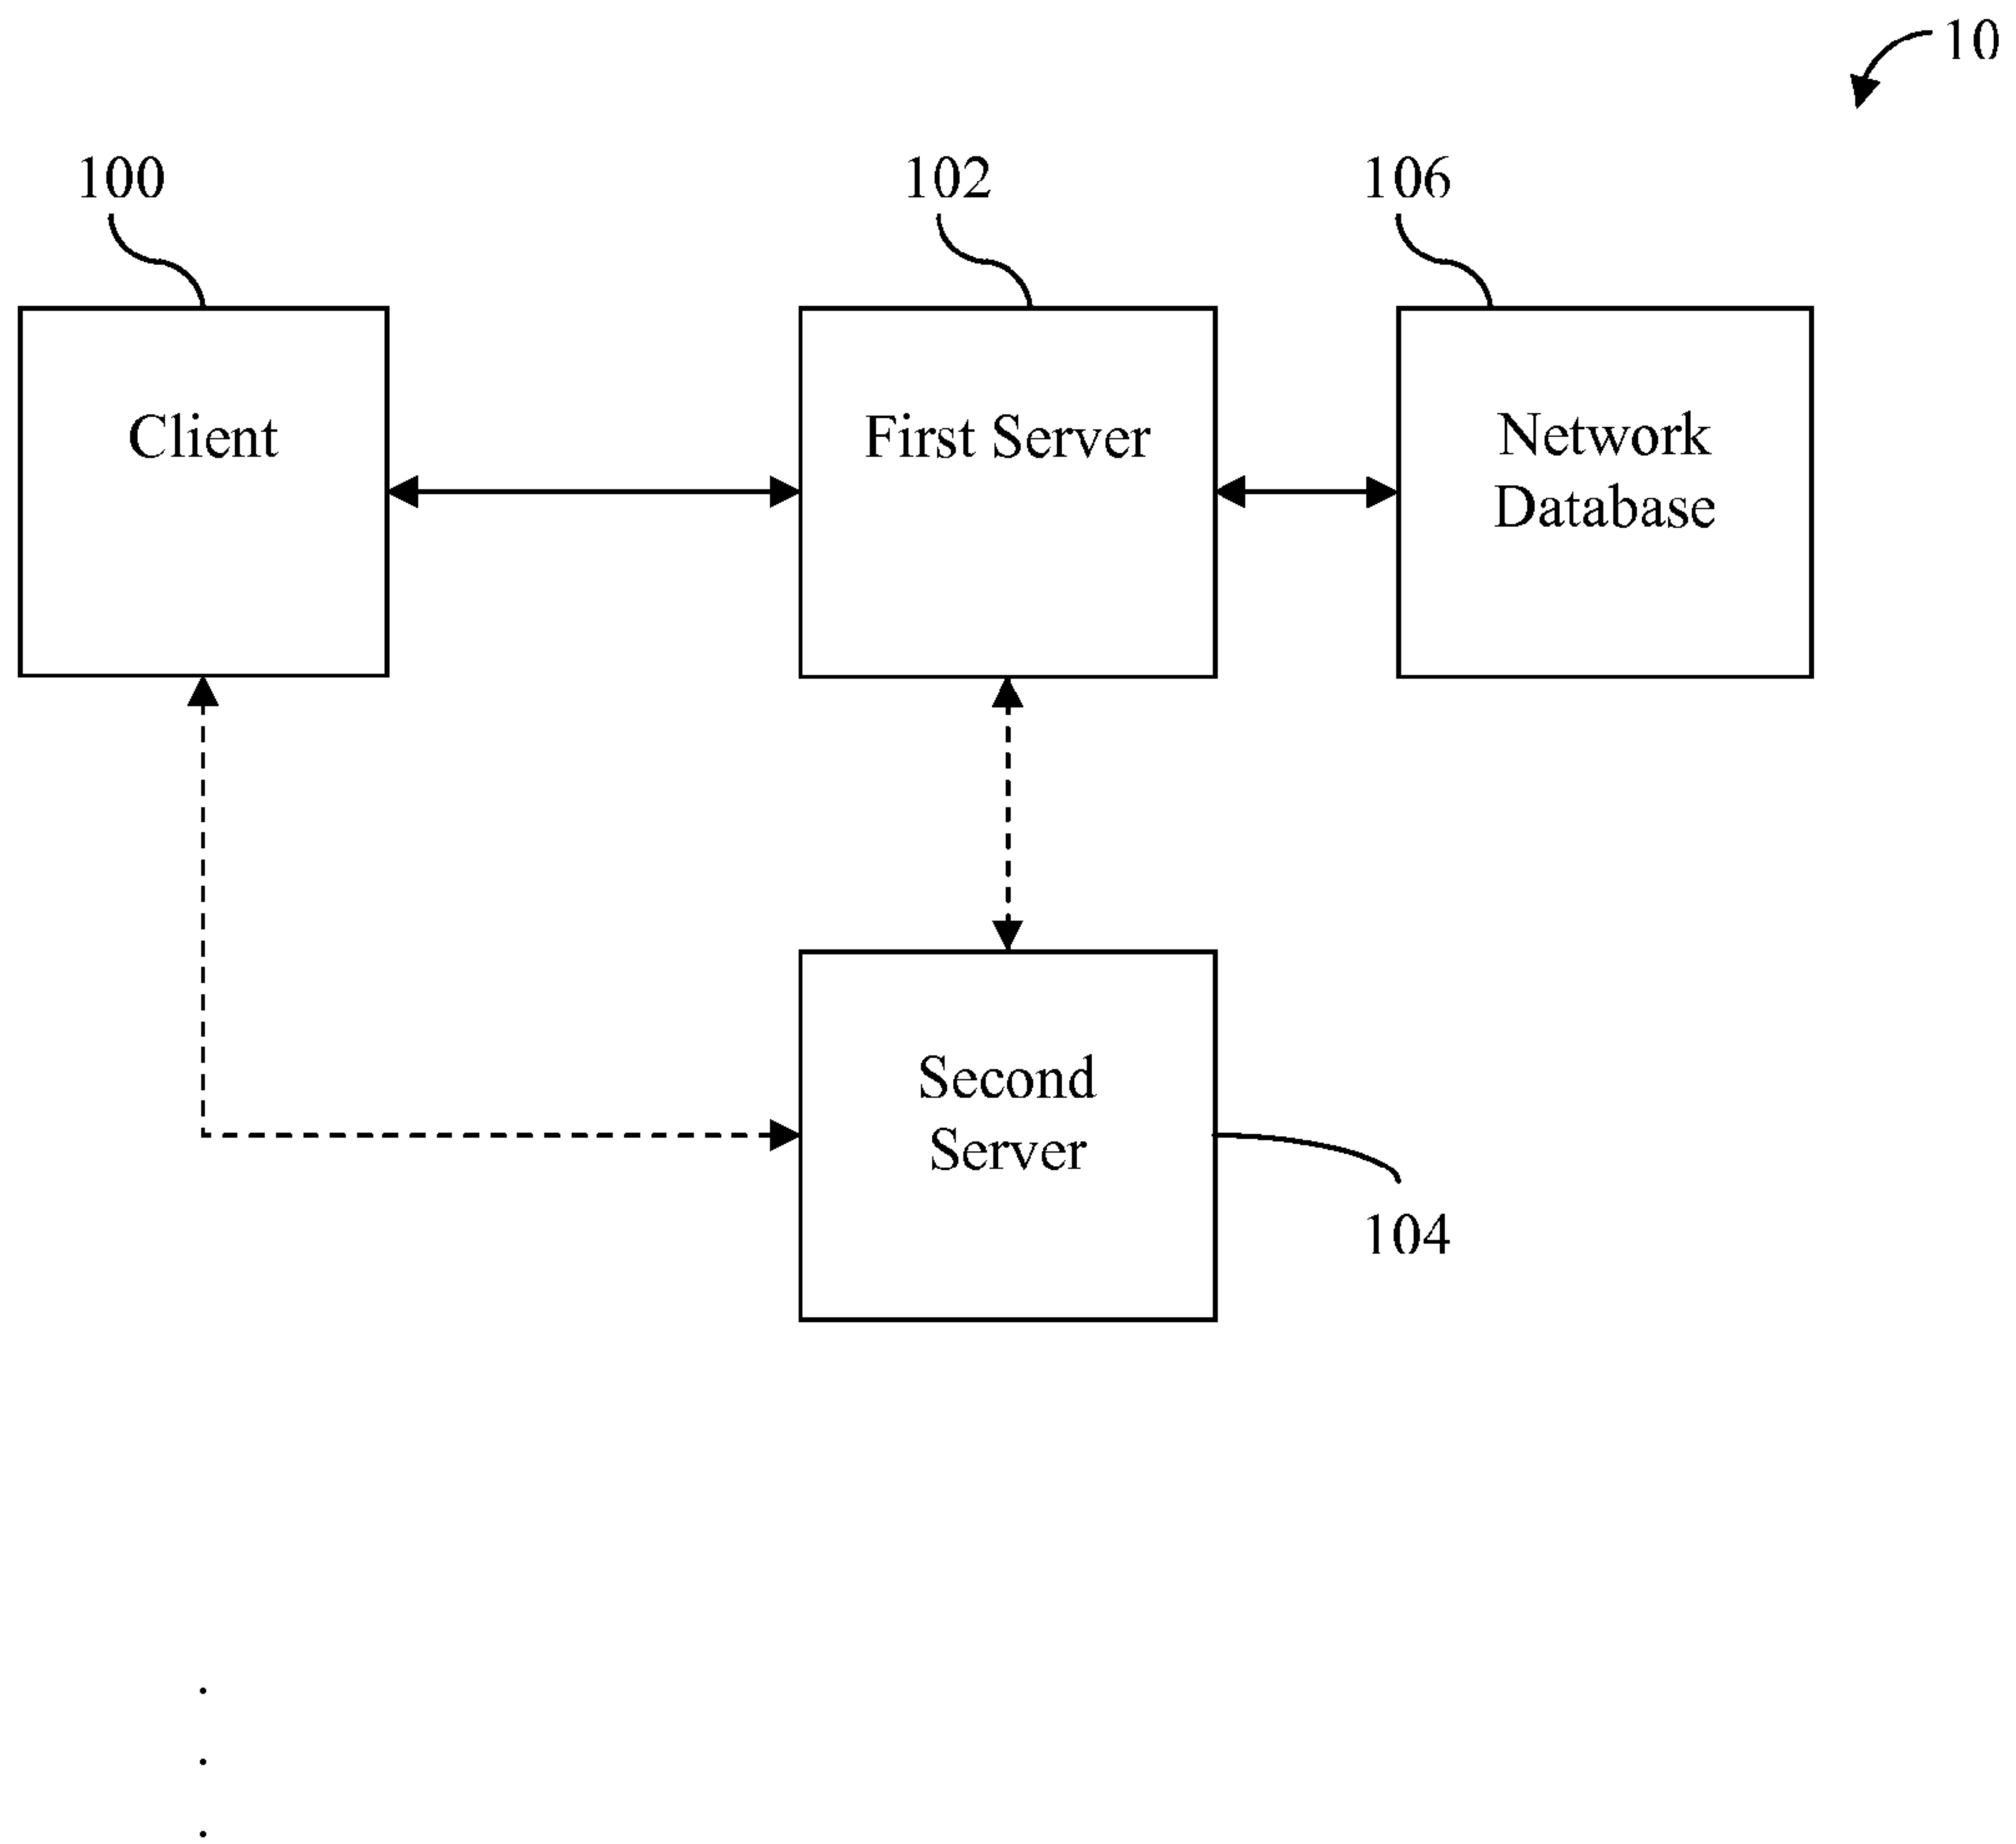 10
100
102
106
Client
First Server
Network
Database
Second
Server
104